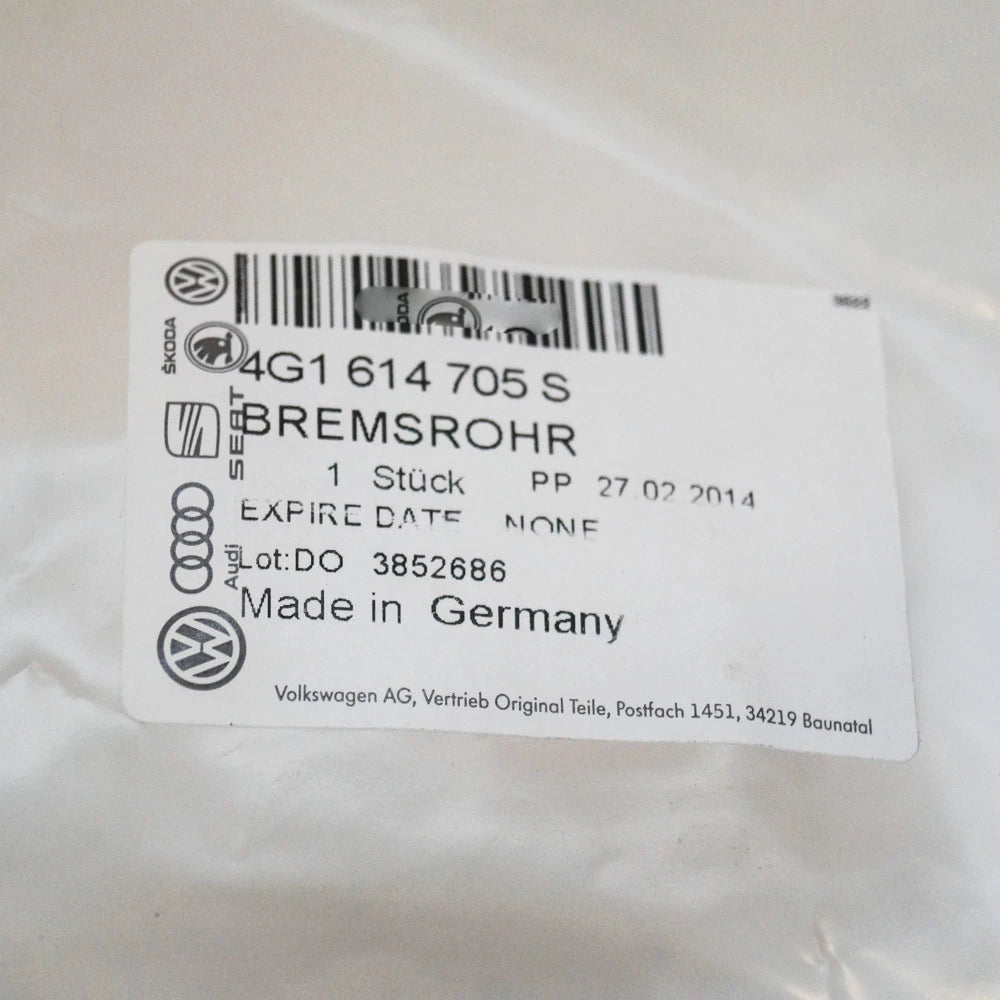 4G1 614 705 S
BREMSROHR
1 Stück PP 27.02.2014
EXPIRE DATE NONE
Lot:DO 3852686
Made in Germany
Volkswagen AG, Vertrieb Original Teile, Postfach 1451, 34219 Baunatal
ŠKODA
SEAT
Audi